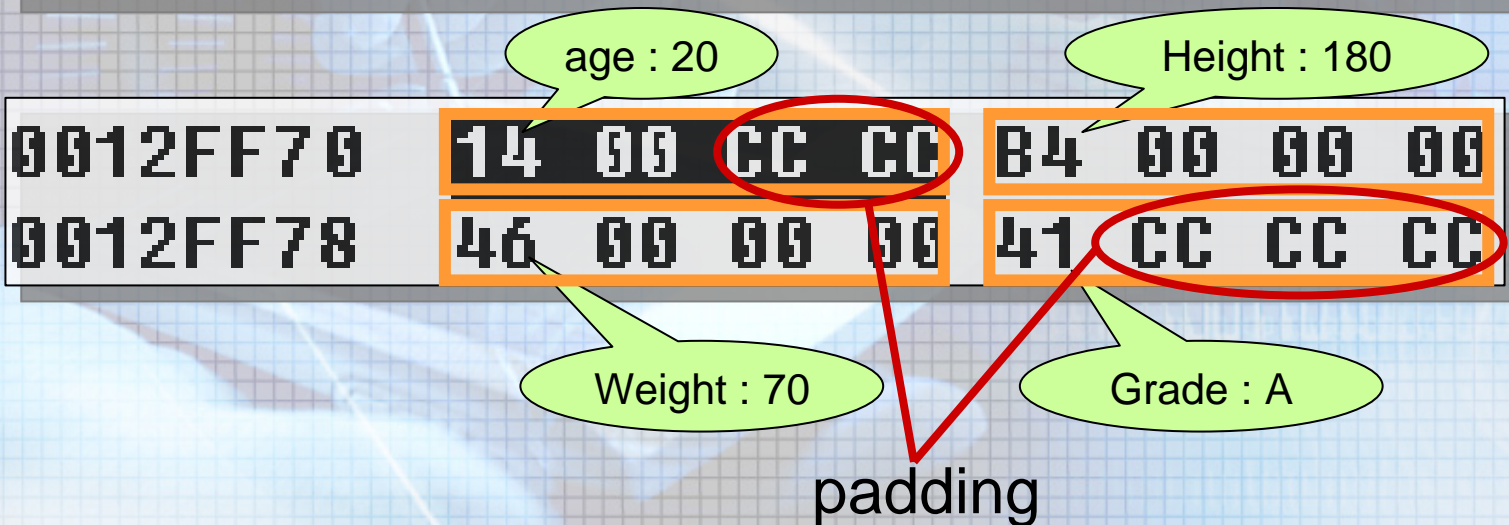 age : 20
Height : 180
0012FF70 14 00 CC CC B4 00 00 00
0012FF78 46 00 00 00 41 CC CC CC
Weight : 70
Grade : A
padding